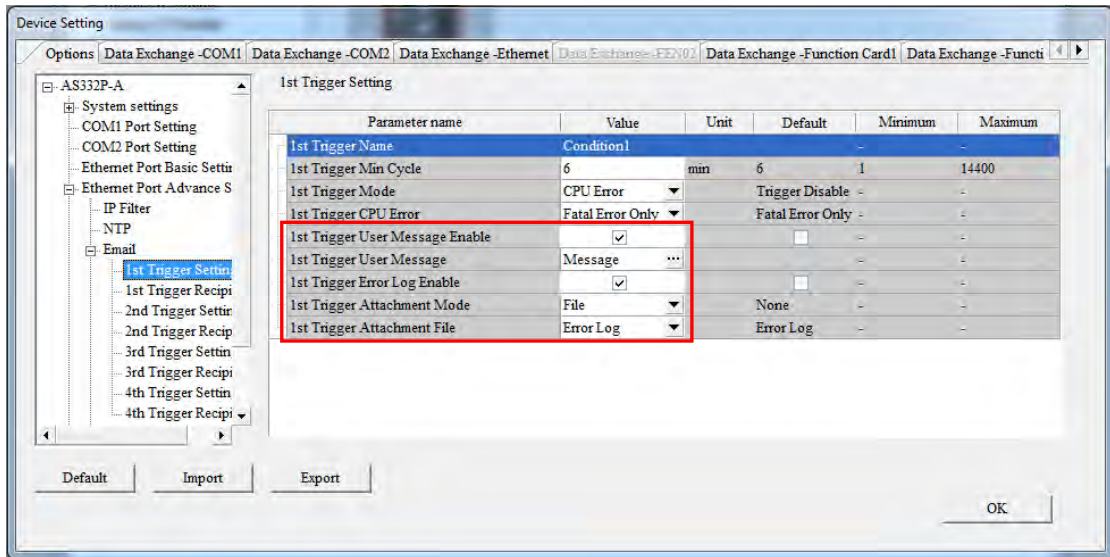 Device Setting
Options Data Exchange -COM1 Data Exchange -COM2 Data Exchange -Ethernet Data Exchange -FEN02 Data Exchange -Function Card1 Data Exchange -Functi
AS332P-A
System settings
COM1 Port Setting
COM2 Port Setting
Ethernet Port Basic Settin
Ethernet Port Advance S
IP Filter
NTP
Email
1st Trigger Setting
1st Trigger Recipi
2nd Trigger Settin
2nd Trigger Recip
3rd Trigger Settin
3rd Trigger Recipi
4th Trigger Settin
4th Trigger Recipi
1st Trigger Setting
Parameter name Value Unit Default Minimum Maximum
1st Trigger Name Condition1 - -
1st Trigger Min Cycle 6 min 6 1 14400
1st Trigger Mode CPU Error Trigger Disable - -
1st Trigger CPU Error Fatal Error Only Fatal Error Only - -
1st Trigger User Message Enable - -
1st Trigger User Message Message ... - -
1st Trigger Error Log Enable - -
1st Trigger Attachment Mode File None - -
1st Trigger Attachment File Error Log Error Log - -
Default Import Export
OK